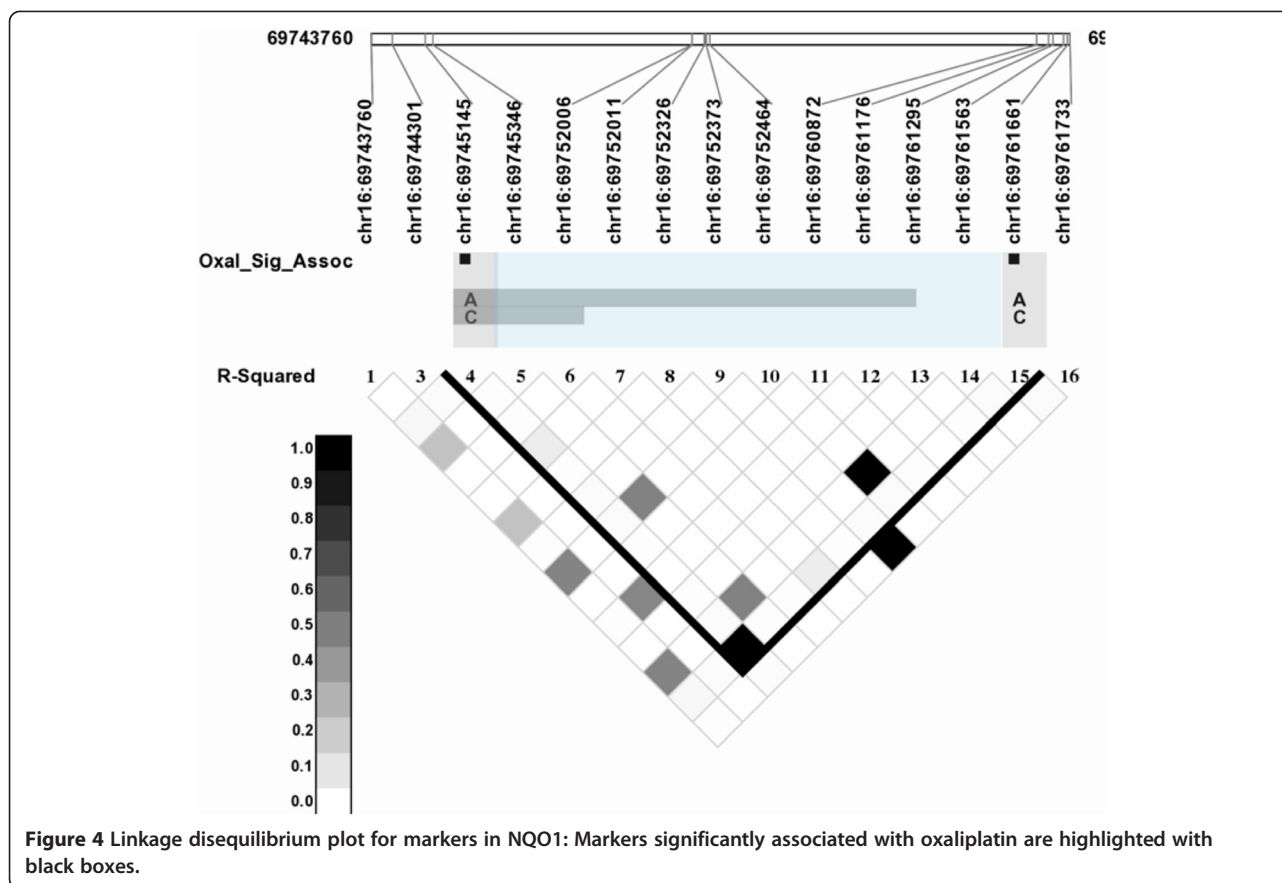 69743760
69
chr16:69743760
chr16:69744301
chr16:69745145
chr16:69745346
chr16:69752006
chr16:69752011
chr16:69752326
chr16:69752373
chr16:69752464
chr16:69760872
chr16:69761176
chr16:69761295
chr16:69761563
chr16:69761661
chr16:69761733
Oxal_Sig_Assoc
A A
C C
R-Squared 1 3 4 5 6 7 8 9 10 11 12 13 14 15 16
1.0
0.9
0.8
0.7
0.6
0.5
0.4
0.3
0.2
0.1
0.0
Figure 4 Linkage disequilibrium plot for markers in NQO1: Markers significantly associated with oxaliplatin are highlighted with
black boxes.